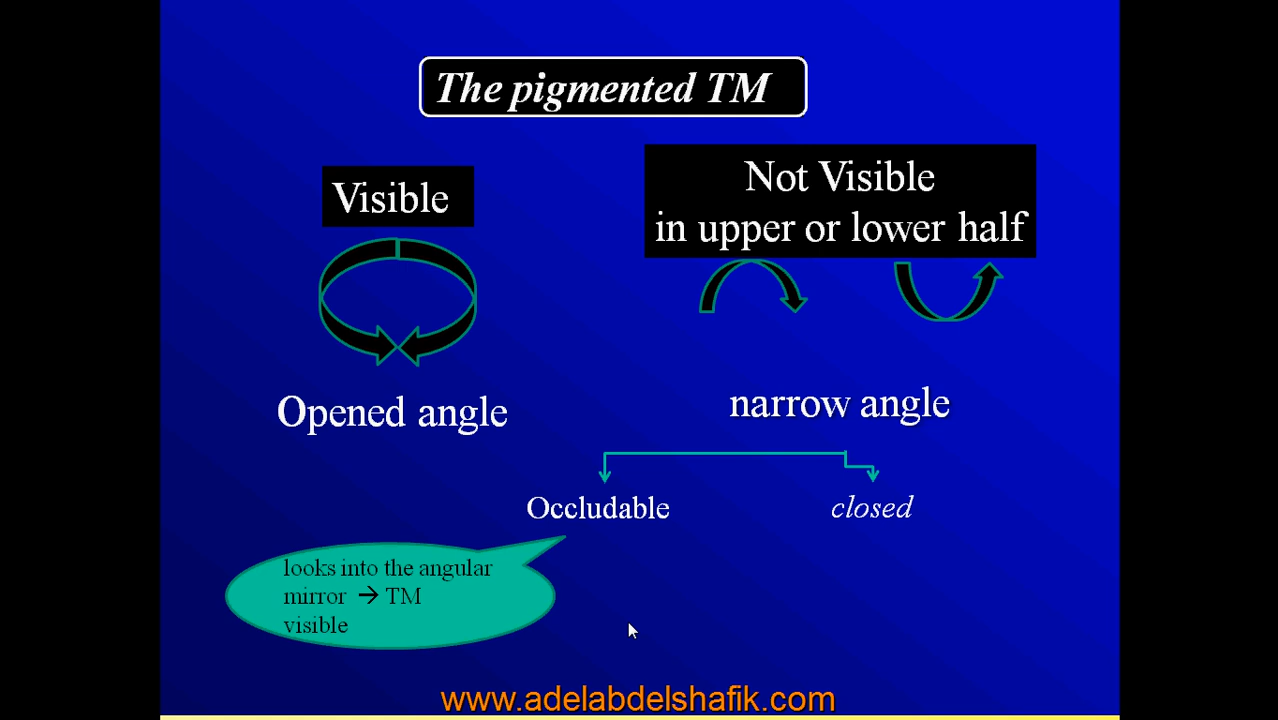 The pigmented TM
Visible
Not Visible
in upper or lower half
Opened angle
narrow angle
Occludable
closed
looks into the angular
mirror → TM
visible
www.adelabdelshafik.com